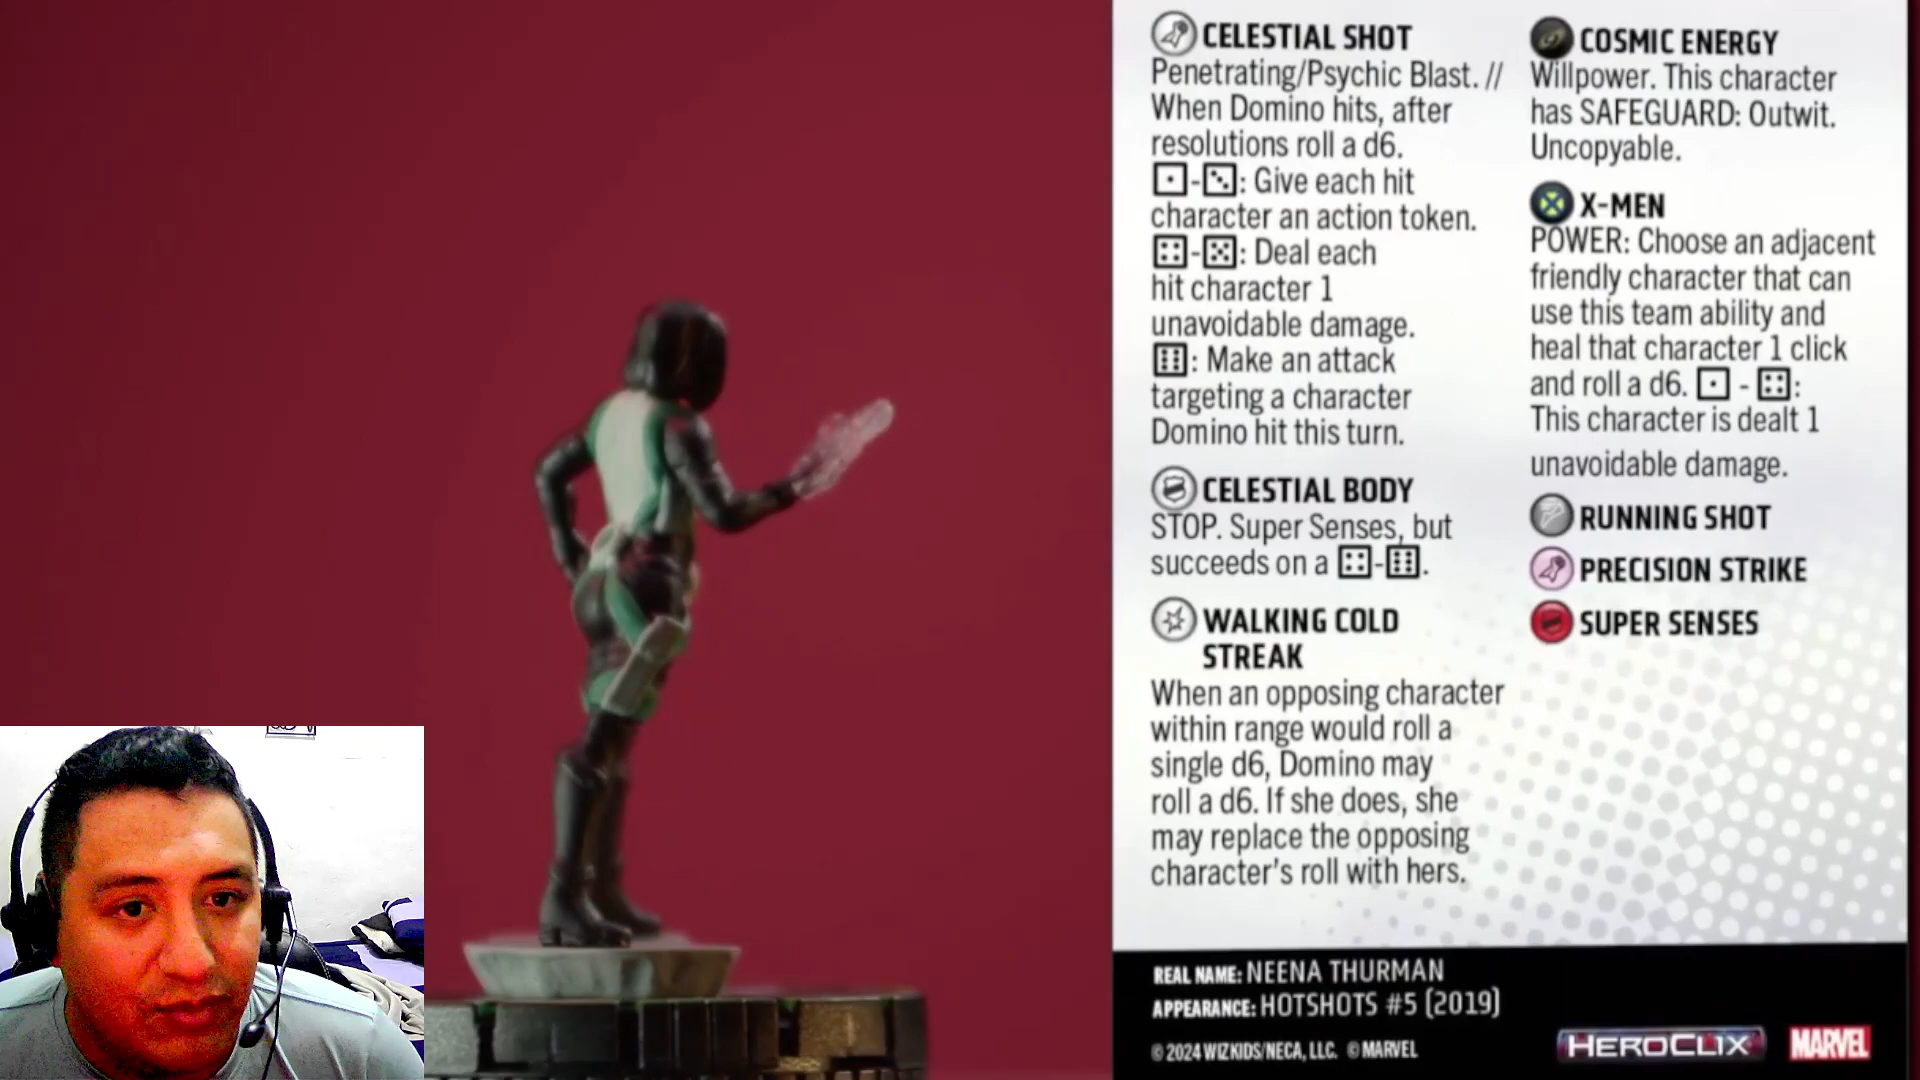 CELESTIAL SHOT
Penetrating/Psychic Blast. //
When Domino hits, after
resolutions roll a d6.
⚀-⚂: Give each hit
character an action token.
⚃-⚄: Deal each
hit character 1
unavoidable damage.
⚅: Make an attack
targeting a character
Domino hit this turn.
CELESTIAL BODY
STOP. Super Senses, but
succeeds on a ⚃-⚅.
WALKING COLD
STREAK
When an opposing character
within range would roll a
single d6, Domino may
roll a d6. If she does, she
may replace the opposing
character's roll with hers.
COSMIC ENERGY
Willpower. This character
has SAFEGUARD: Outwit.
Uncopyable.
X-MEN
POWER: Choose an adjacent
friendly character that can
use this team ability and
heal that character 1 click
and roll a d6. ⚀ - ⚃:
This character is dealt 1
unavoidable damage.
RUNNING SHOT
PRECISION STRIKE
SUPER SENSES
REAL NAME: NEENA THURMAN
APPEARANCE: HOTSHOTS #5 (2019)
© 2024 WIZKIDS/NECA, LLC. © MARVEL
HEROCLIX
MARVEL